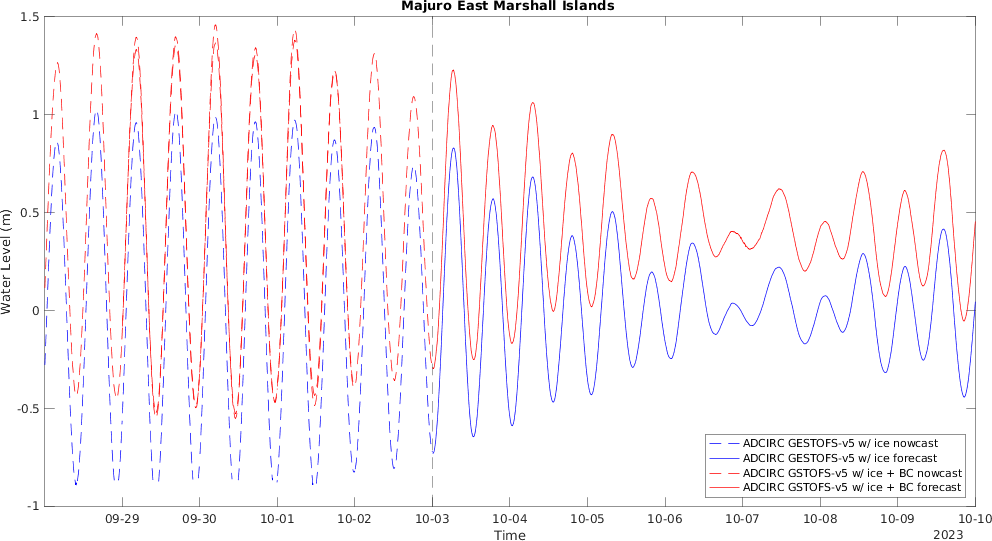 Majuro East Marshall Islands
1.5
1
0.5
0
-0.5
-1
Water Level (m)
09-29 09-30 10-01 10-02 10-03 10-04 10-05 10-06 10-07 10-08 10-09 10-10
Time
2023
ADCIRC GESTOFS-v5 w/ ice nowcast
ADCIRC GESTOFS-v5 w/ ice forecast
ADCIRC GSTOFS-v5 w/ ice + BC nowcast
ADCIRC GSTOFS-v5 w/ ice + BC forecast